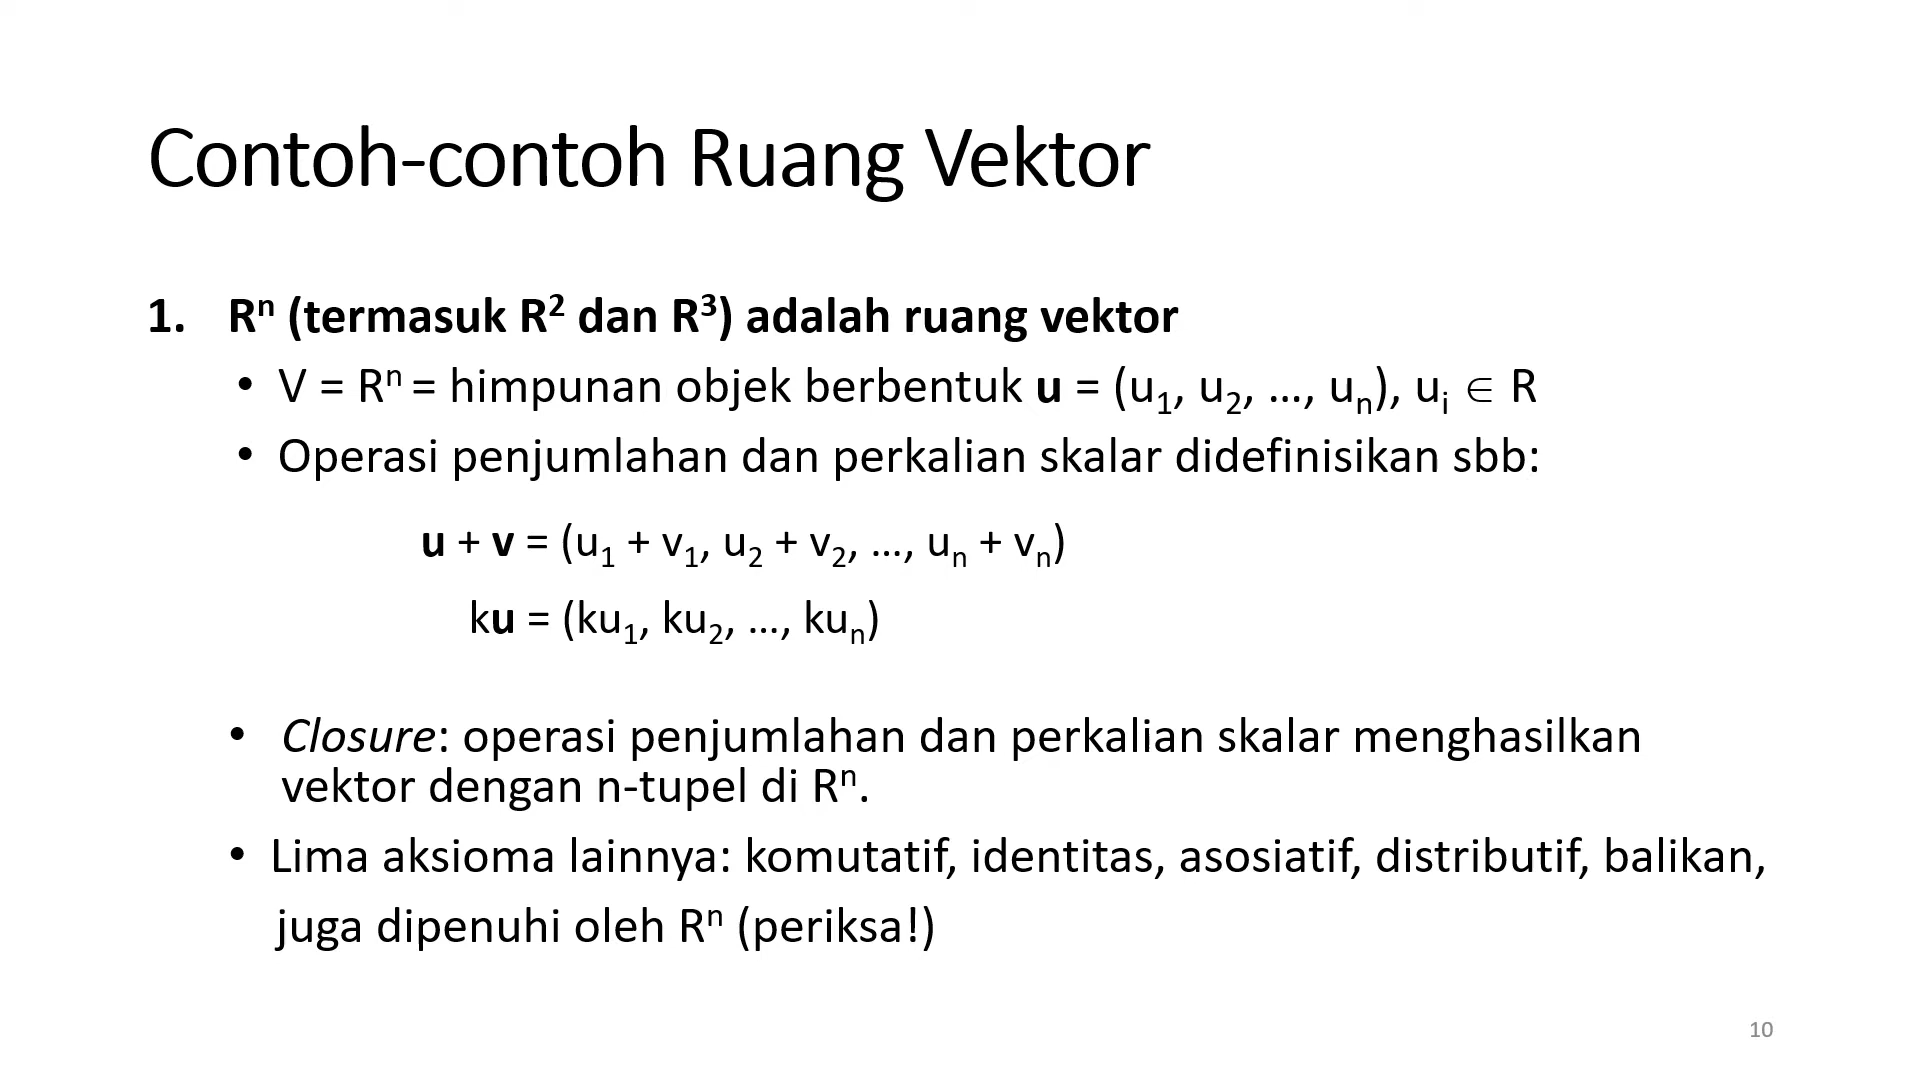 Contoh-contoh Ruang Vektor
1. Rⁿ (termasuk R² dan R³) adalah ruang vektor
• V = Rⁿ = himpunan objek berbentuk u = (u₁, u₂, …, uₙ), uᵢ ∈ R
• Operasi penjumlahan dan perkalian skalar didefinisikan sbb:
u + v = (u₁ + v₁, u₂ + v₂, …, uₙ + vₙ)
ku = (ku₁, ku₂, …, kuₙ)
• Closure: operasi penjumlahan dan perkalian skalar menghasilkan
vektor dengan n-tupel di Rⁿ.
• Lima aksioma lainnya: komutatif, identitas, asosiatif, distributif, balikan,
juga dipenuhi oleh Rⁿ (periksa!)
10